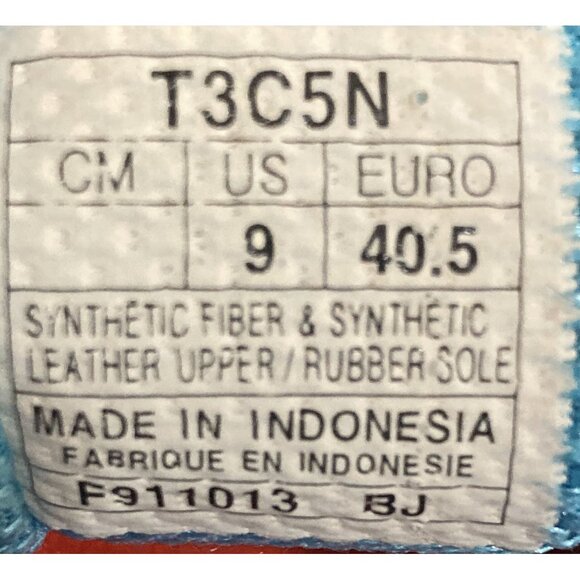 T3C5N
CM US EURO
9 40.5
SYNTHETIC FIBER & SYNTHETIC
LEATHER UPPER / RUBBER SOLE
MADE IN INDONESIA
FABRIQUE EN INDONESIE
F911013 BJ